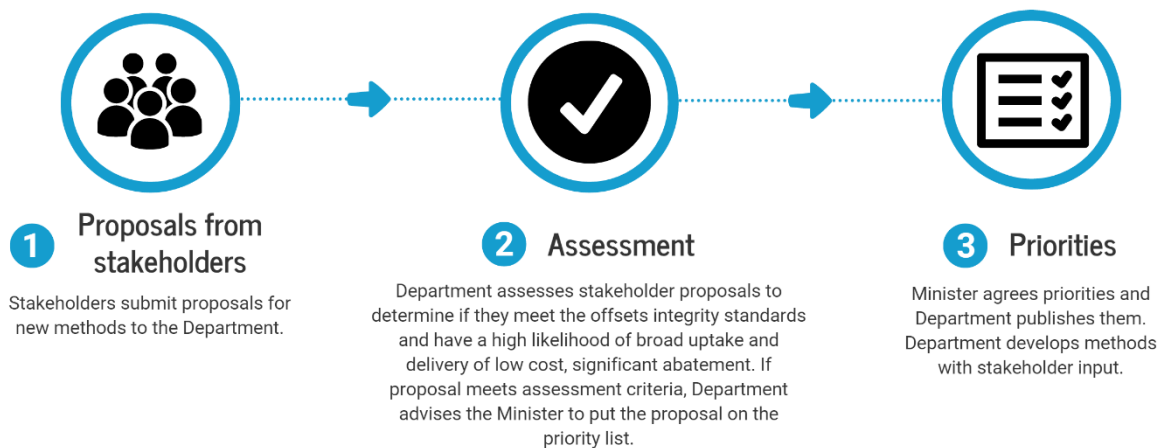 1
Proposals from
stakeholders
Stakeholders submit proposals for
new methods to the Department.
2
Assessment
Department assesses stakeholder proposals to
determine if they meet the offsets integrity standards
and have a high likelihood of broad uptake and
delivery of low cost, significant abatement. If
proposal meets assessment criteria, Department
advises the Minister to put the proposal on the
priority list.
3
Priorities
Minister agrees priorities and
Department publishes them.
Department develops methods
with stakeholder input.